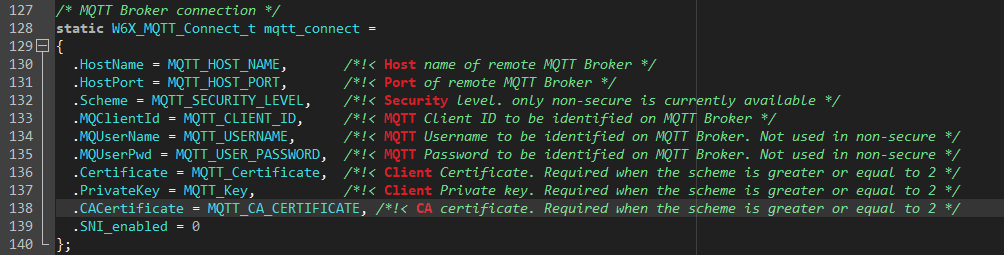 127 /* MQTT Broker connection */
128 static W6X_MQTT_Connect_t mqtt_connect =
129 {
130 .HostName = MQTT_HOST_NAME, /*!< Host name of remote MQTT Broker */
131 .HostPort = MQTT_HOST_PORT, /*!< Port of remote MQTT Broker */
132 .Scheme = MQTT_SECURITY_LEVEL, /*!< Security level. only non-secure is currently available */
133 .MQClientId = MQTT_CLIENT_ID, /*!< MQTT Client ID to be identified on MQTT Broker */
134 .MQUserName = MQTT_USERNAME, /*!< MQTT Username to be identified on MQTT Broker. Not used in non-secure */
135 .MQUserPwd = MQTT_USER_PASSWORD, /*!< MQTT Password to be identified on MQTT Broker. Not used in non-secure */
136 .Certificate = MQTT_Certificate, /*!< Client Certificate. Required when the scheme is greater or equal to 2 */
137 .PrivateKey = MQTT_Key, /*!< Client Private key. Required when the scheme is greater or equal to 2 */
138 .CACertificate = MQTT_CA_CERTIFICATE, /*!< CA certificate. Required when the scheme is greater or equal to 2 */
139 .SNI_enabled = 0
140 };